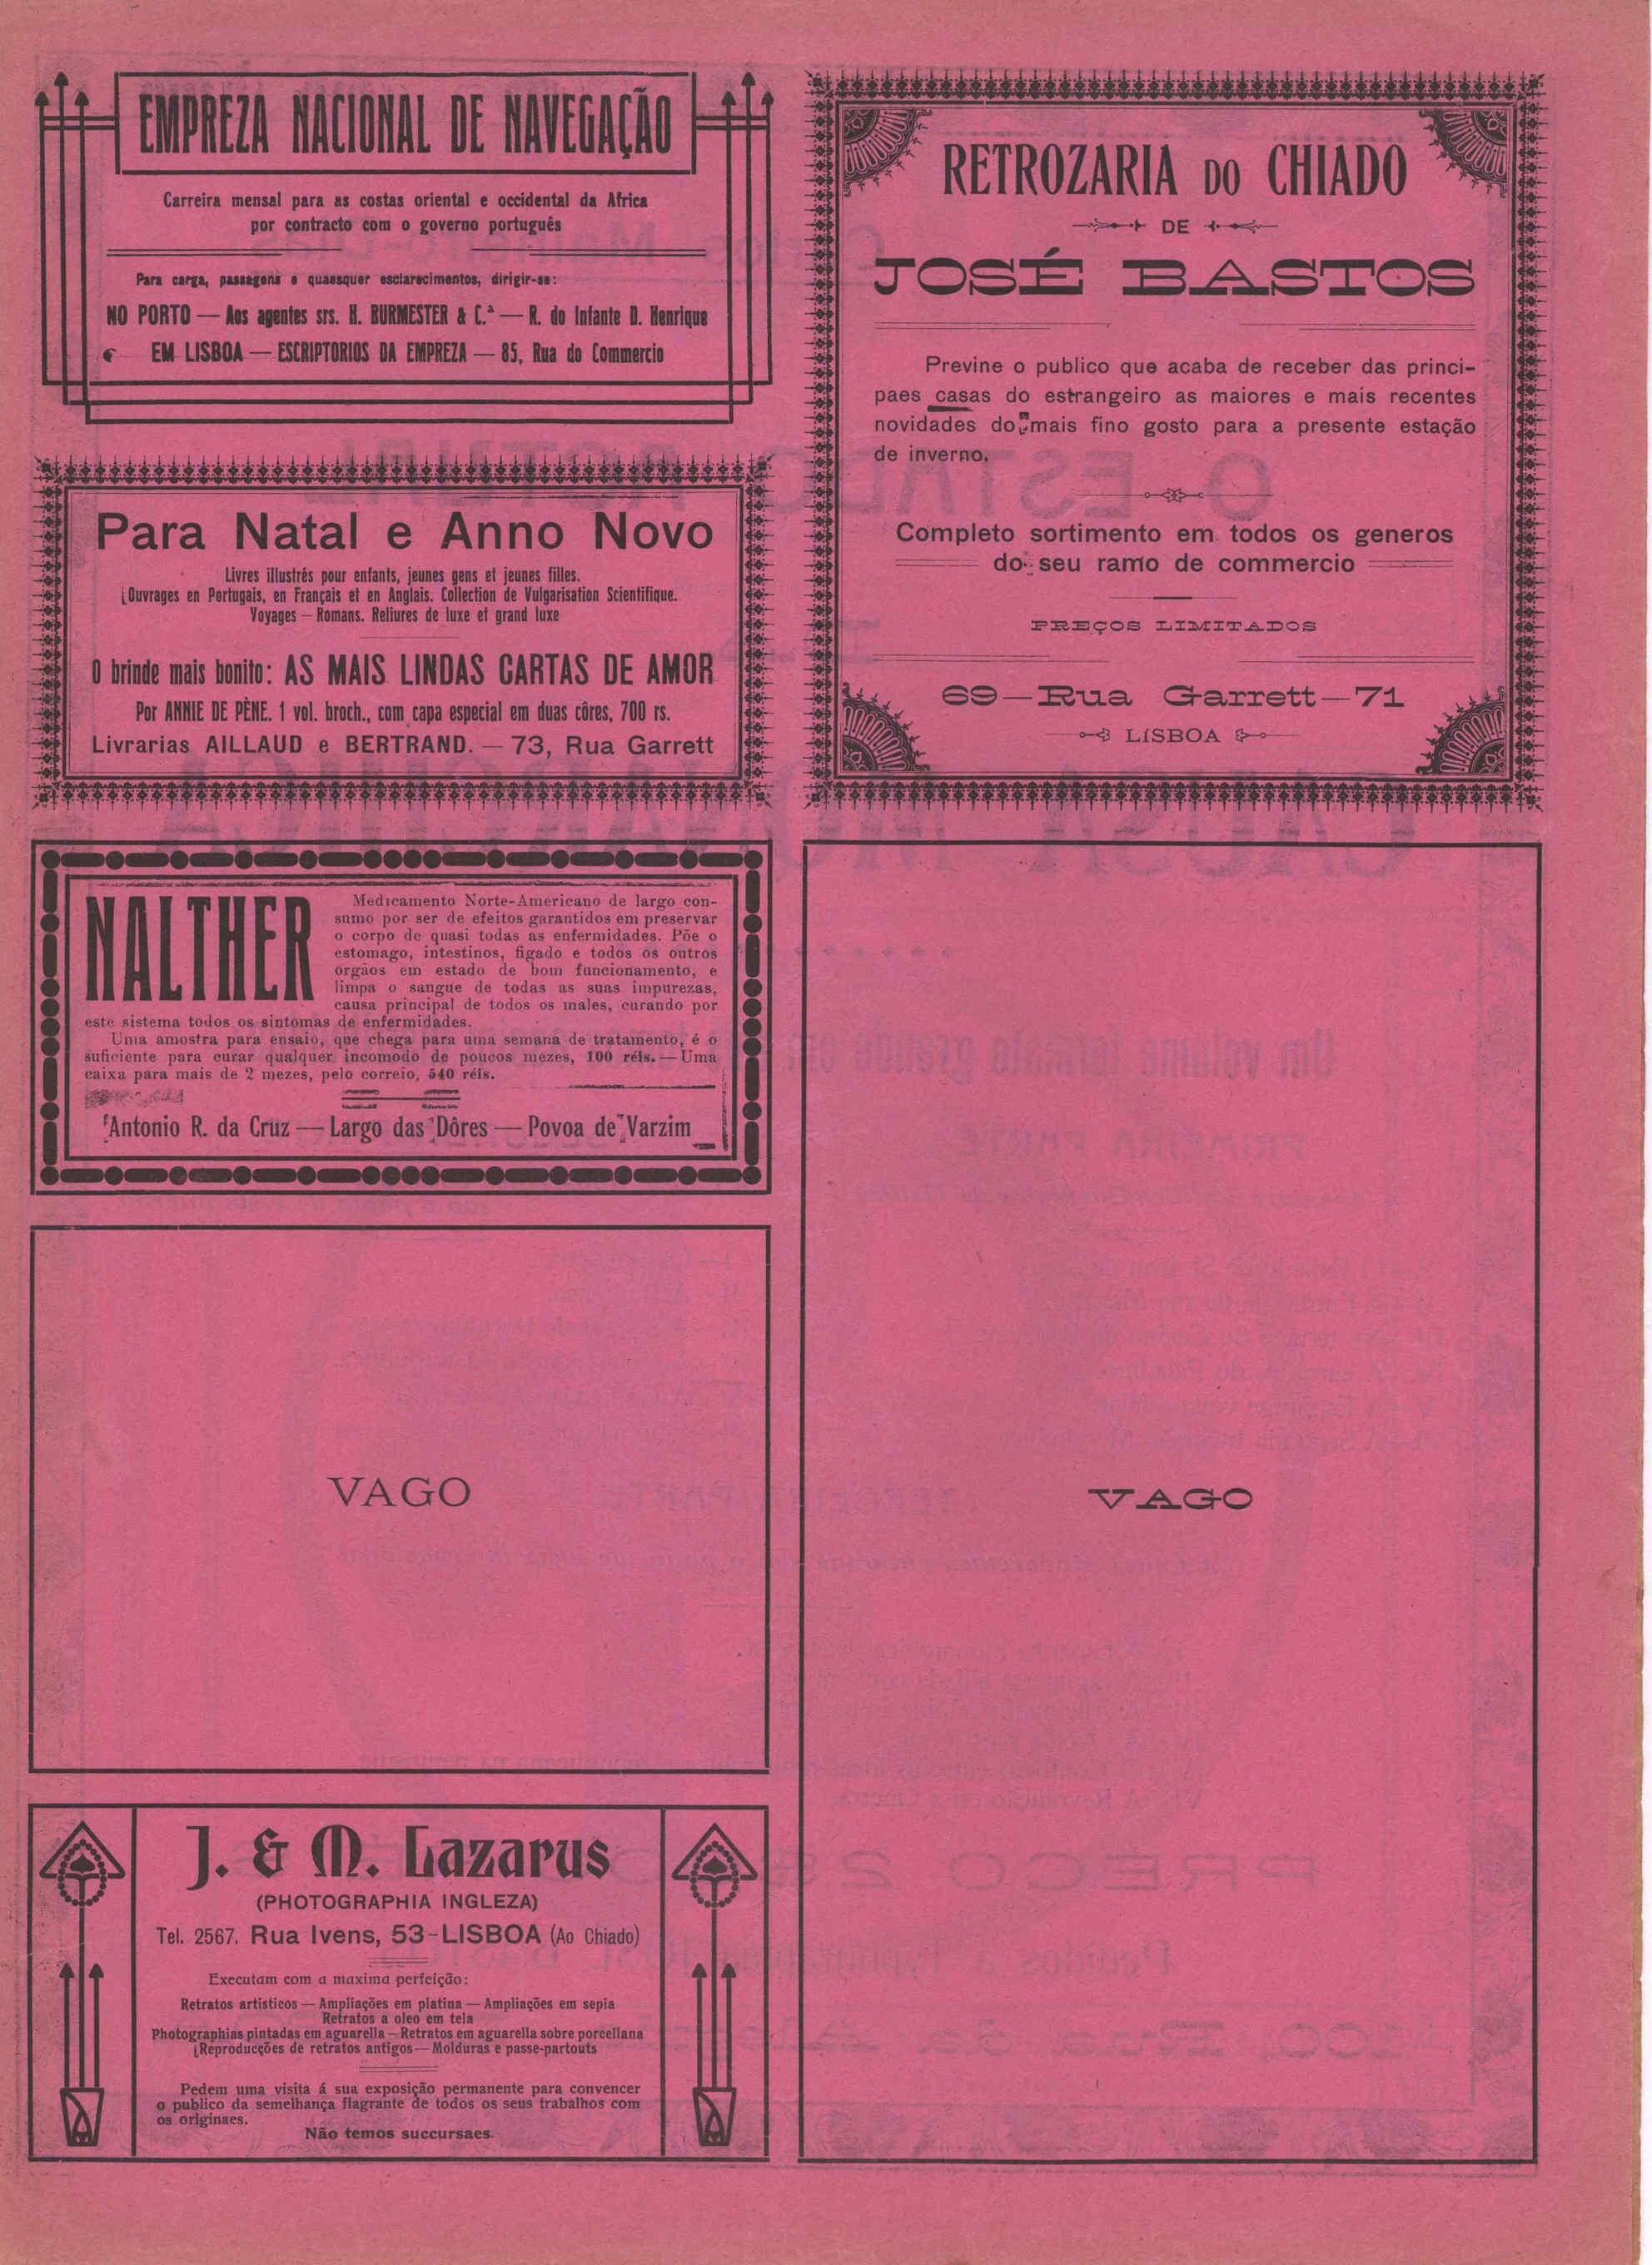 EMPREZA NACIONAL DE NAVEGAÇÃO
Carreira mensal para as costas oriental e occidental da Africa
por contracto com o governo português
Para carga, passagens e quaesquer esclarecimentos, dirigir-se:
NO PORTO — Aos agentes srs. H. BURMESTER & C.ª — R. do Infante D. Henrique
EM LISBOA — ESCRIPTORIOS DA EMPREZA — 85, Rua do Commercio
Para Natal e Anno Novo
Livres illustrés pour enfants, jeunes gens et jeunes filles.
Ouvrages en Portugais, en Français et en Anglais. Collection de Vulgarisation Scientifique.
Voyages — Romans. Reliures de luxe et grand luxe
O brinde mais bonito: AS MAIS LINDAS CARTAS DE AMOR
Por ANNIE DE PÈNE. 1 vol. broch., com capa especial em duas côres, 700 rs.
Livrarias AILLAUD e BERTRAND. — 73, Rua Garrett
NALTHER
Medicamento Norte-Americano de largo con-
sumo por ser de efeitos garantidos em preservar
o corpo de quasi todas as enfermidades. Põe o
estomago, intestinos, figado e todos os outros
orgãos em estado de bom funcionamento, e
limpa o sangue de todas as suas impurezas,
causa principal de todos os males, curando por
este sistema todos os sintomas de enfermidades.
Uma amostra para ensaio, que chega para uma semana de tratamento, é o
suficiente para curar qualquer incomodo de poucos mezes, 100 réis. — Uma
caixa para mais de 2 mezes, pelo correio, 540 réis.
Antonio R. da Cruz — Largo das Dôres — Povoa de Varzim
VAGO
J. & M. Lazarus
(PHOTOGRAPHIA INGLEZA)
Tel. 2567. Rua Ivens, 53-LISBOA (Ao Chiado)
Executam com a maxima perfeição:
Retratos artisticos — Ampliações em platina — Ampliações em sepia
Retratos a oleo em tela
Photographias pintadas em aguarella — Retratos em aguarella sobre porcellana
Reproducções de retratos antigos — Molduras e passe-partouts
Pedem uma visita á sua exposição permanente para convencer
o publico da semelhança flagrante de todos os seus trabalhos com
os originaes.
Não temos succursaes
RETROZARIA DO CHIADO
DE
JOSÉ BASTOS
Previne o publico que acaba de receber das princi-
paes casas do estrangeiro as maiores e mais recentes
novidades do mais fino gosto para a presente estação
de inverno.
Completo sortimento em todos os generos
do seu ramo de commercio
PREÇOS LIMITADOS
69—Rua Garrett—71
LISBOA
VAGO